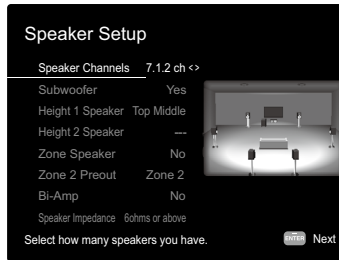 Speaker Setup
Speaker Channels 7.1.2 ch <>
Subwoofer Yes
Height 1 Speaker Top Middle
Height 2 Speaker ---
Zone Speaker No
Zone 2 Preout Zone 2
Bi-Amp No
Speaker Impedance 6ohms or above
Select how many speakers you have.
ENTER Next